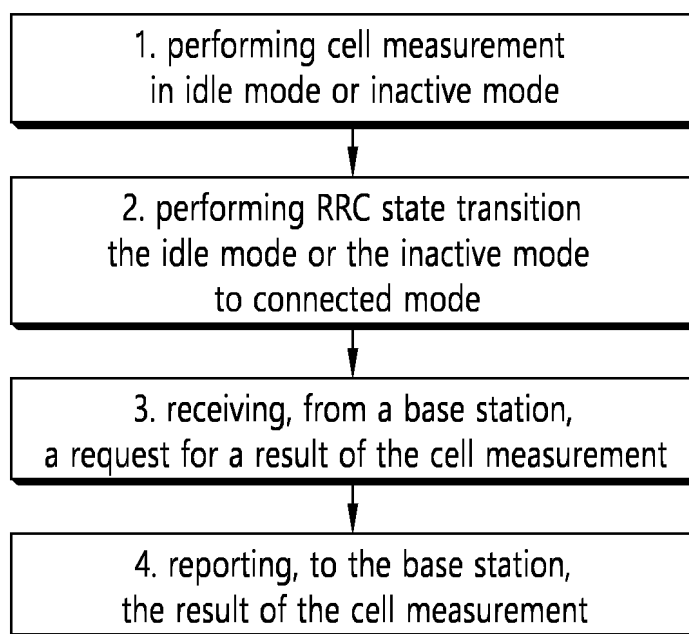 1. performing cell measurement
in idle mode or inactive mode
2. performing RRC state transition
the idle mode or the inactive mode
to connected mode
3. receiving, from a base station,
a request for a result of the cell measurement
4. reporting, to the base station,
the result of the cell measurement